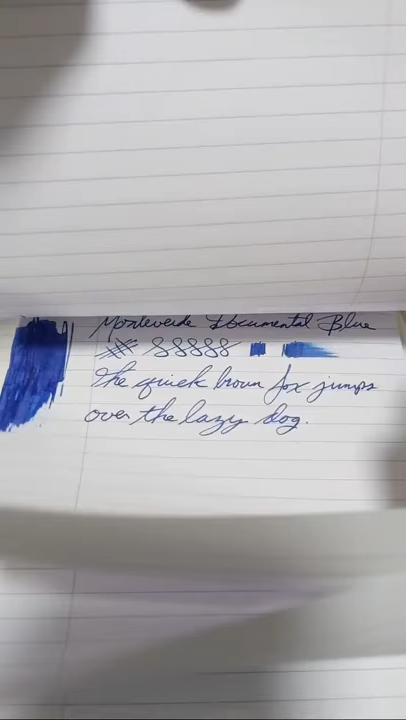 Monteverde Documental Blue
The quick brown fox jumps
over the lazy dog.